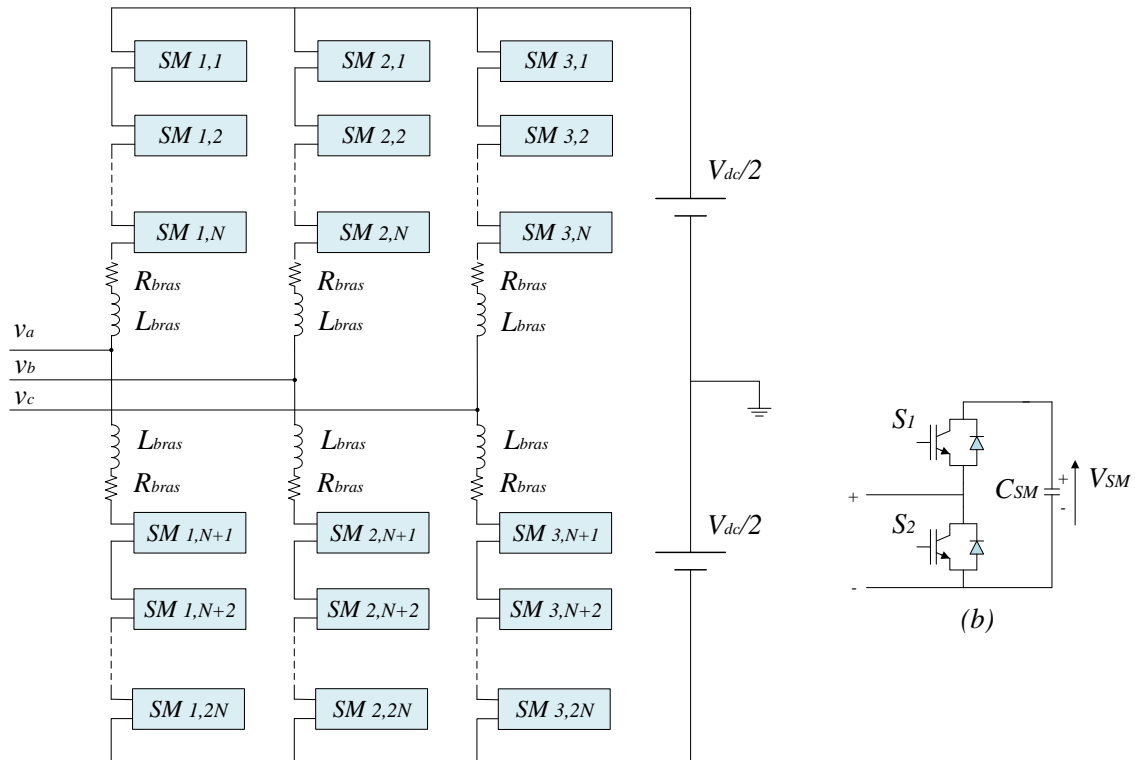 SM 1,1 SM 2,1 SM 3,1
SM 1,2 SM 2,2 SM 3,2
Vdc/2
SM 1,N SM 2,N SM 3,N
Rbras Rbras Rbras
Lbras Lbras Lbras
va
vb
vc
Lbras Lbras Lbras
Rbras Rbras Rbras
SM 1,N+1 SM 2,N+1 SM 3,N+1
Vdc/2
SM 1,N+2 SM 2,N+2 SM 3,N+2
SM 1,2N SM 2,2N SM 3,2N
S1
+
CSM
+
-
VSM
S2
-
(b)